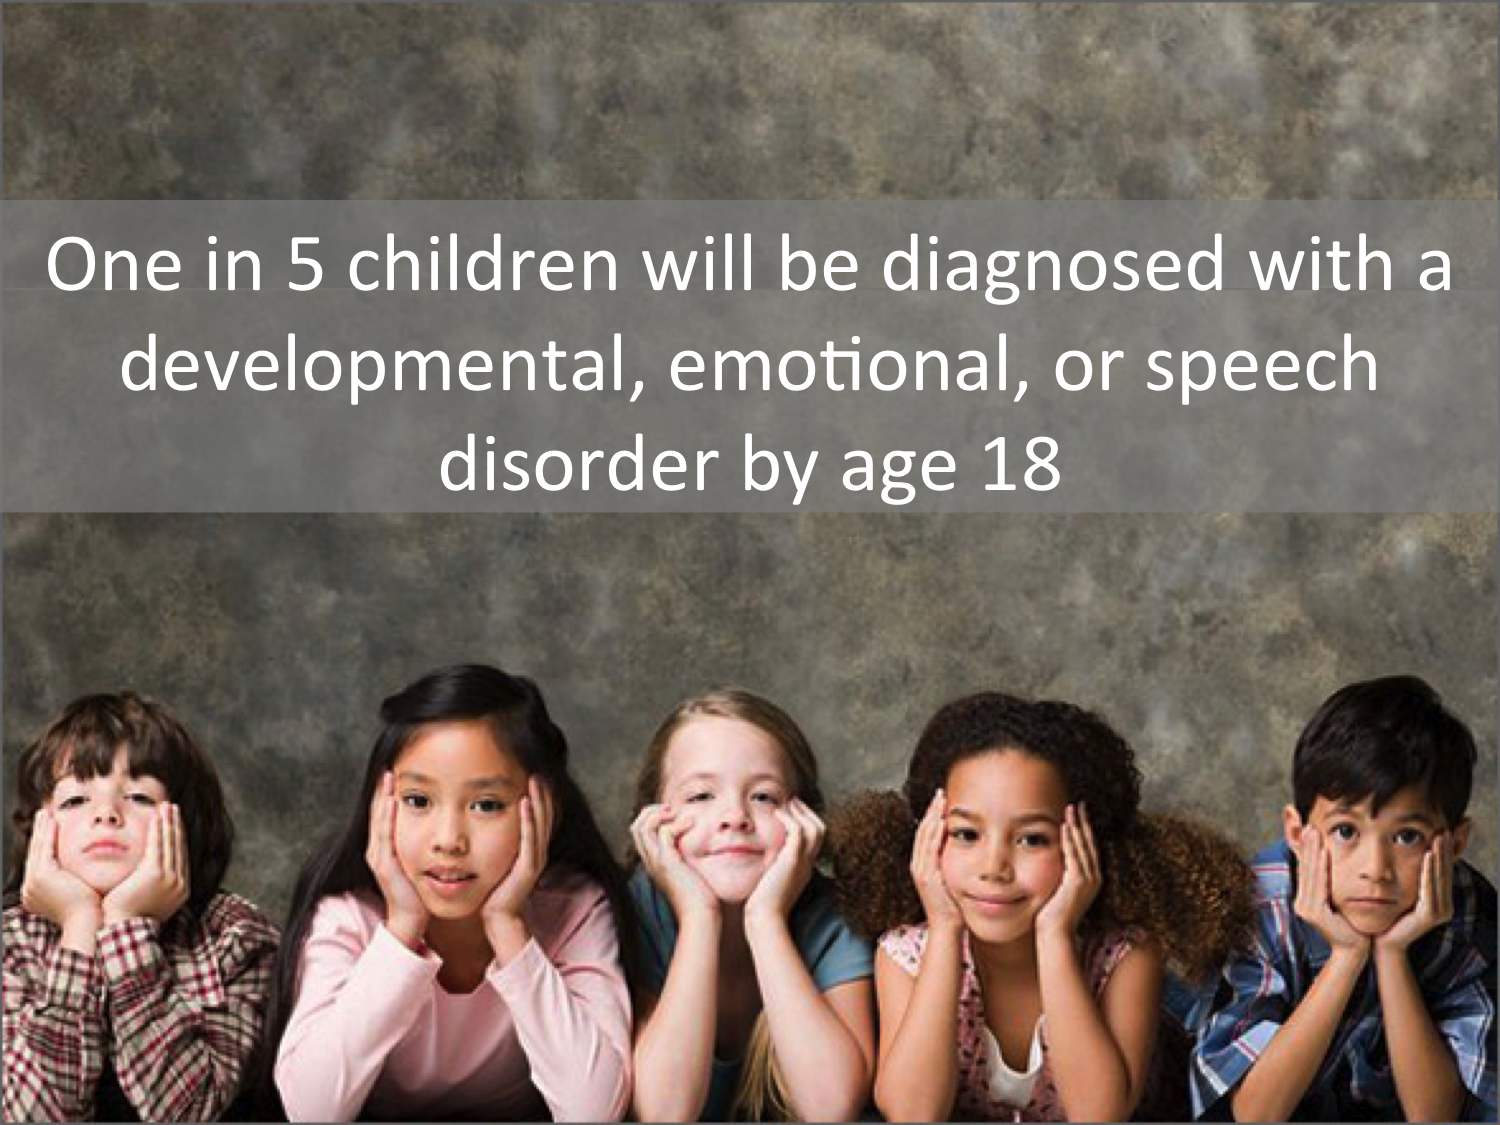 One in 5 children will be diagnosed with a
developmental, emotional, or speech
disorder by age 18